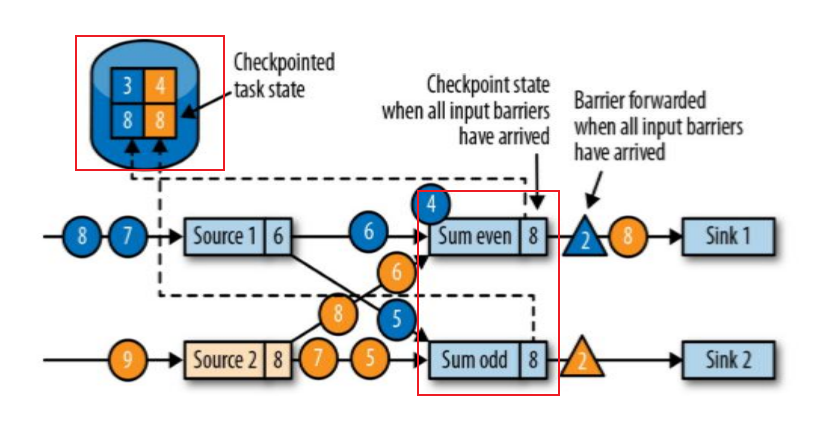 Checkpointed
task state
3 4
8 8
Checkpoint state
when all input barriers
have arrived
Barrier forwarded
when all input barriers
have arrived
4
8 7 Source 1 6 6 Sum even 8 2 8 Sink 1
6
8
5
9 Source 2 8 7 5 Sum odd 8 2 Sink 2